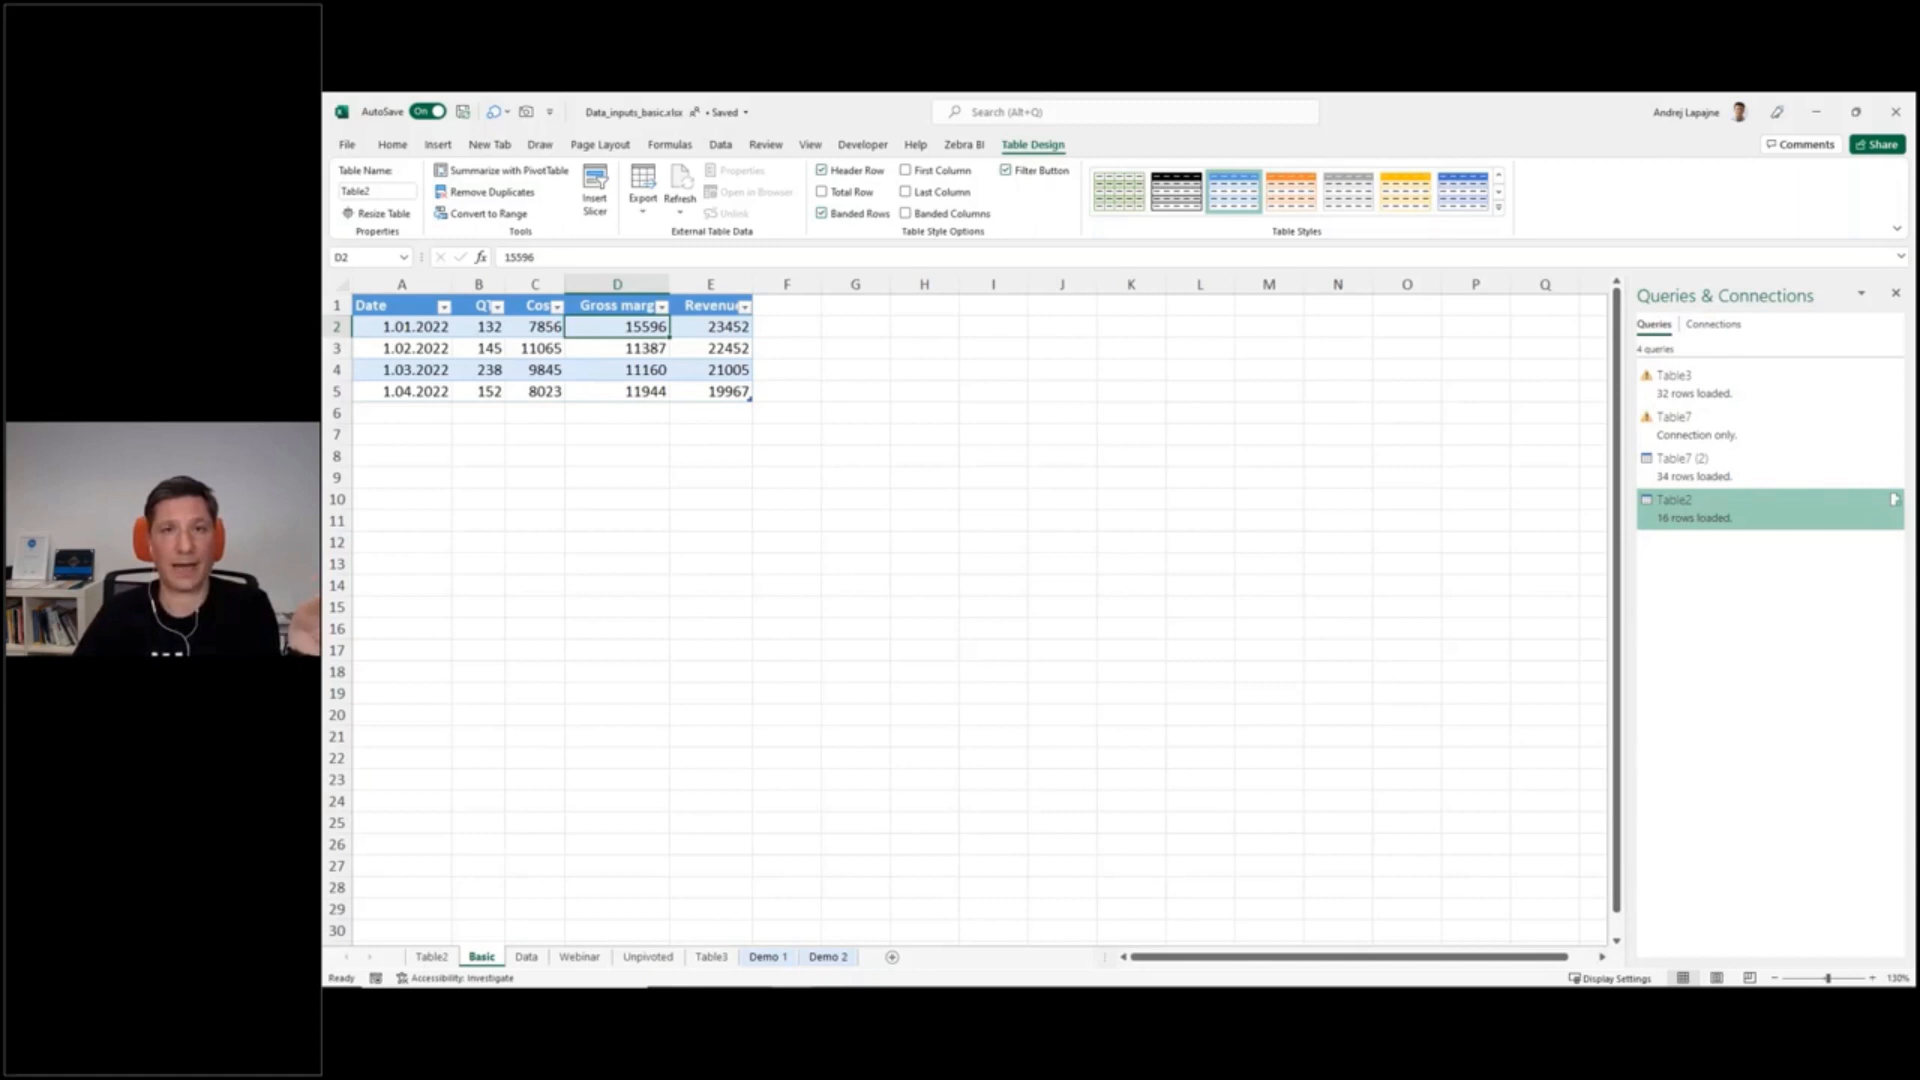 AutoSave On Data_inputs_basic.xlsx • Saved Search (Alt+Q) Andrej Lapajne
File Home Insert New Tab Draw Page Layout Formulas Data Review View Developer Help Zebra BI Table Design Comments Share
Table Name:
Table2
Resize Table
Properties
Summarize with PivotTable
Remove Duplicates
Convert to Range
Tools
Insert
Slicer
Export
Refresh
Properties
Open in Browser
Unlink
External Table Data
Header Row First Column Filter Button
Total Row Last Column
Banded Rows Banded Columns
Table Style Options
Table Styles
D2 fx 15596
A B C D E F G H I J K L M N O P Q
1 Date QT Cos Gross marg Revenue
2 1.01.2022 132 7856 15596 23452
3 1.02.2022 145 11065 11387 22452
4 1.03.2022 238 9845 11160 21005
5 1.04.2022 152 8023 11944 19967
6
7
8
9
10
11
12
13
14
15
16
17
18
19
20
21
22
23
24
25
26
27
28
29
30
Queries & Connections
Queries Connections
4 queries
Table3
32 rows loaded.
Table7
Connection only.
Table7 (2)
34 rows loaded.
Table2
16 rows loaded.
Table2 Basic Data Webinar Unpivoted Table3 Demo 1 Demo 2
Ready Accessibility: Investigate Display Settings 130%